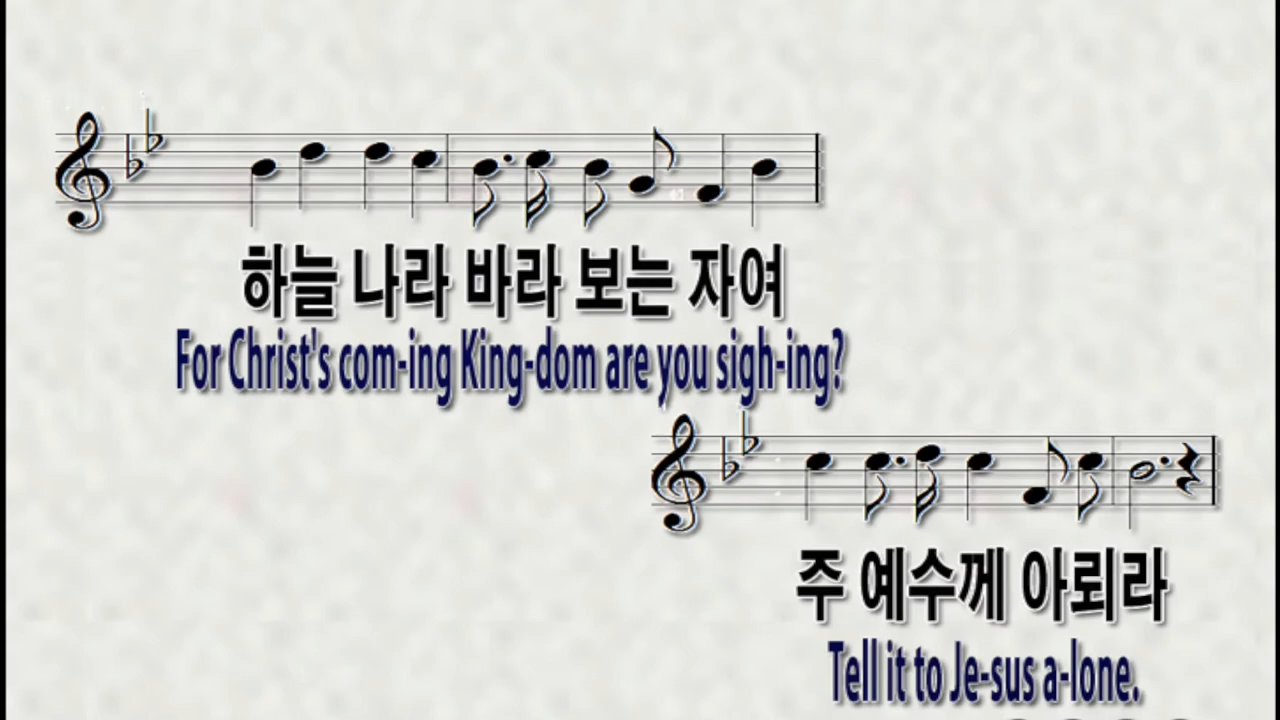 하늘 나라 바라 보는 자여
For Christ's com-ing King-dom are you sigh-ing?
주 예수께 아뢰라
Tell it to Je-sus a-lone.